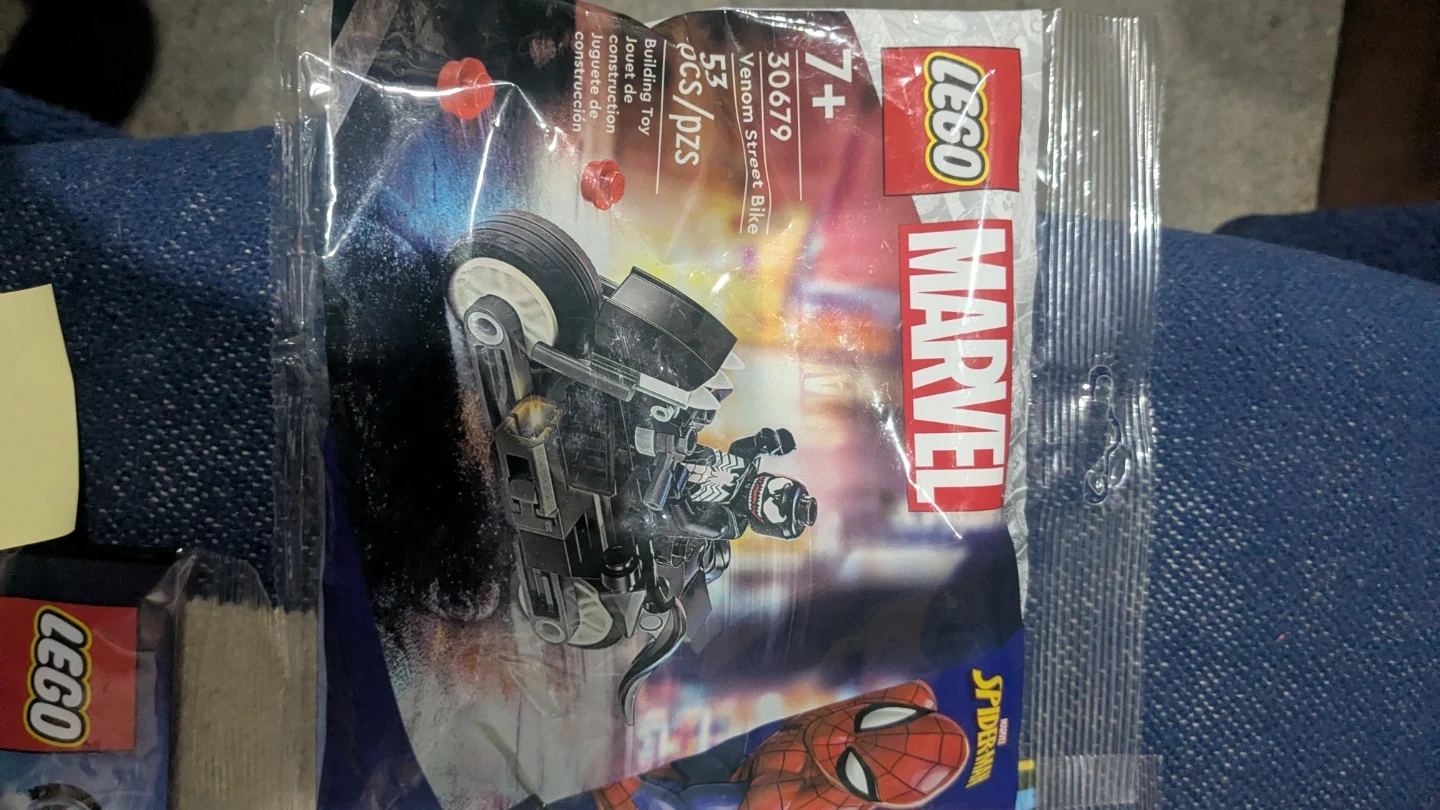 LEGO
MARVEL
7+
30679
Venom Street Bike
53
pcs/pzs
Building Toy
Jouet de
construction
Juguete de
construcción
MARVEL
SPIDER-MAN
LEGO